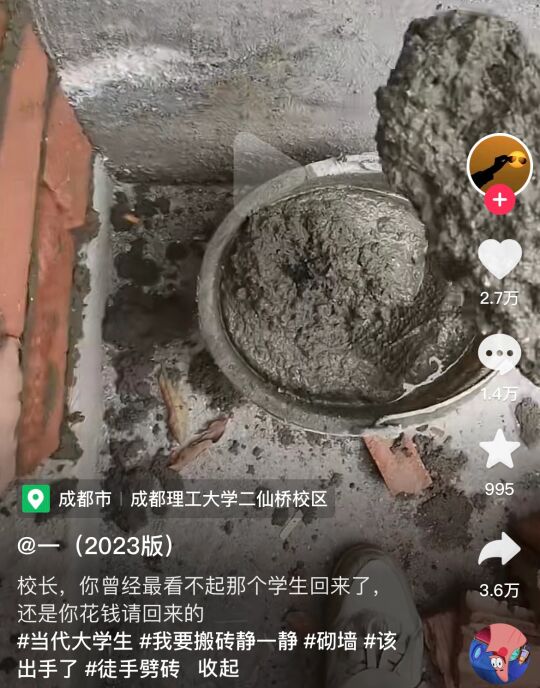 2.7万
1.4万
995
3.6万
成都市 | 成都理工大学二仙桥校区
@一（2023版）
校长，你曾经最看不起那个学生回来了，
还是你花钱请回来的
#当代大学生 #我要搬砖静一静 #砌墙 #该
出手了 #徒手劈砖 收起